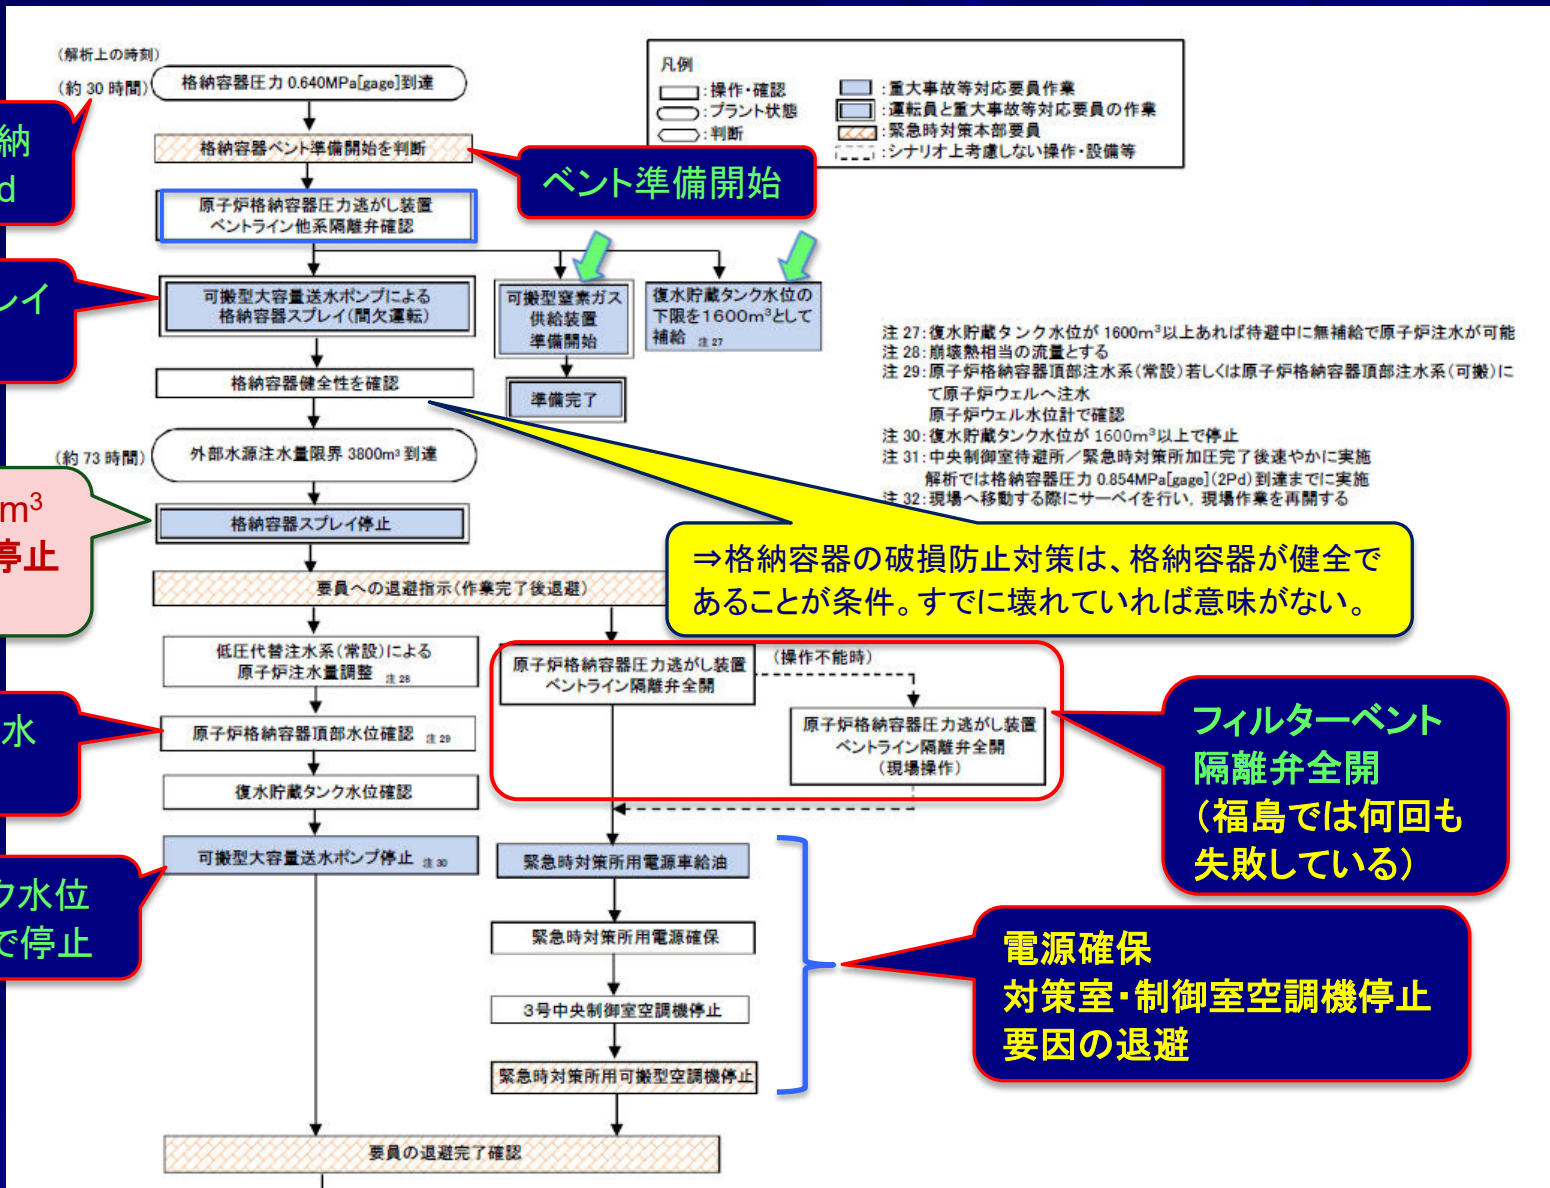 (解析上の時刻)
(約 30 時間)
格納容器圧力 0.640MPa[gage]到達
凡例
:操作・確認
:プラント状態
:判断
:重大事故等対応要員作業
:運転員と重大事故等対応要員の作業
:緊急時対策本部要員
:シナリオ上考慮しない操作・設備等
納
d
格納容器ベント準備開始を判断
ベント準備開始
原子炉格納容器圧力逃がし装置
ベントライン他系隔離弁確認
レイ
可搬型大容量送水ポンプによる
格納容器スプレイ(間欠運転)
可搬型窒素ガス
供給装置
準備開始
復水貯蔵タンク水位の
下限を1600m³として
補給 注 27
準備完了
格納容器健全性を確認
注 27:復水貯蔵タンク水位が 1600m³以上あれば待避中に無補給で原子炉注水が可能
注 28:崩壊熱相当の流量とする
注 29:原子炉格納容器頂部注水系(常設)若しくは原子炉格納容器頂部注水系(可搬)に
て原子炉ウェルへ注水
原子炉ウェル水位計で確認
注 30:復水貯蔵タンク水位が 1600m³以上で停止
注 31:中央制御室待避所/緊急時対策所加圧完了後速やかに実施
解析では格納容器圧力 0.854MPa[gage](2Pd)到達までに実施
注 32:現場へ移動する際にサーベイを行い,現場作業を再開する
(約 73 時間)
外部水源注水量限界 3800m³ 到達
m³
停止
格納容器スプレイ停止
⇒格納容器の破損防止対策は、格納容器が健全で
あることが条件。すでに壊れていれば意味がない。
要員への退避指示(作業完了後退避)
低圧代替注水系(常設)による
原子炉注水量調整 注 28
原子炉格納容器圧力逃がし装置
ベントライン隔離弁全開
(操作不能時)
原子炉格納容器圧力逃がし装置
ベントライン隔離弁全開
(現場操作)
フィルターベント
隔離弁全開
(福島では何回も
失敗している)
水
原子炉格納容器頂部水位確認 注 29
復水貯蔵タンク水位確認
可搬型大容量送水ポンプ停止 注 30
ク水位
で停止
緊急時対策所用電源車給油
緊急時対策所用電源確保
3号中央制御室空調機停止
緊急時対策所用可搬型空調機停止
電源確保
対策室・制御室空調機停止
要因の退避
要員の退避完了確認